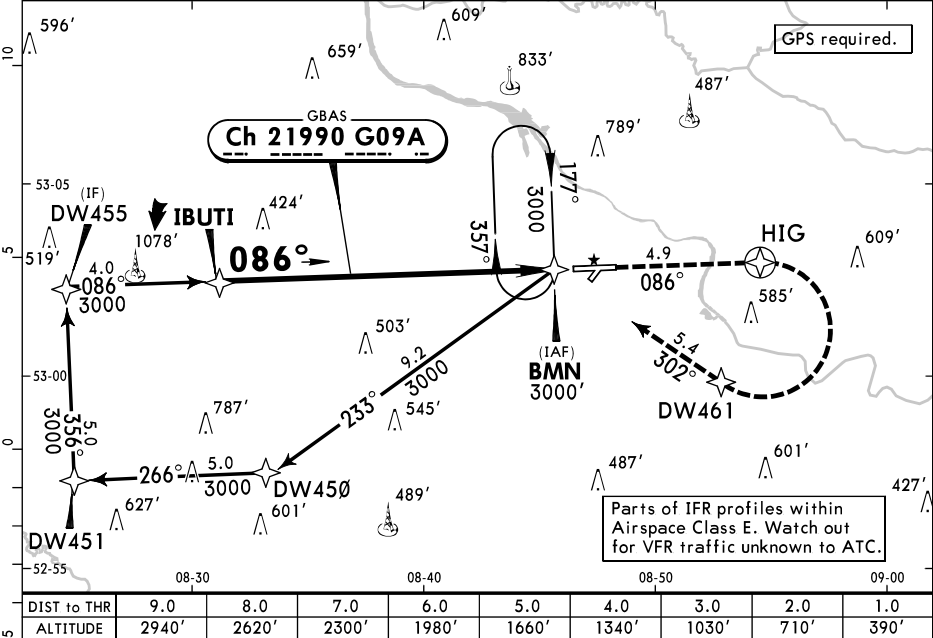 596'
609'
GPS required.
10
659'
833'
487'
GBAS
Ch 21990 G09A
789'
53-05
177°
3000
(IF)
DW455
IBUTI
424'
357°
HIG
5
519'
1078'
086°
4.9
609'
4.0
086°
3000
086°
585'
503'
(IAF)
BMN
3000'
5.4
302°
9.2
3000
53-00
DW461
787'
233°
545'
5.0
356°
3000
0
266°
5.0
3000
DW450
487'
601'
427'
627'
601'
489'
DW451
Parts of IFR profiles within
Airspace Class E. Watch out
for VFR traffic unknown to ATC.
52-55
08-30 08-40 08-50 09-00
DIST to THR 9.0 8.0 7.0 6.0 5.0 4.0 3.0 2.0 1.0
5
ALTITUDE 2940' 2620' 2300' 1980' 1660' 1340' 1030' 710' 390'